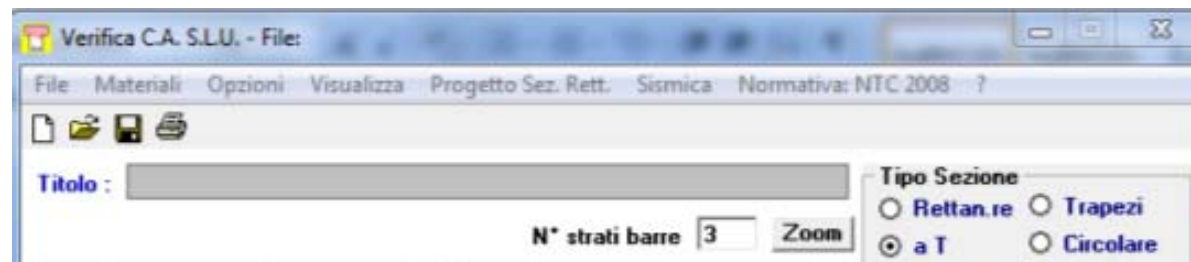 Verifica C.A. S.L.U. - File:
File Materiali Opzioni Visualizza Progetto Sez. Rett. Sismica Normativa: NTC 2008 ?
Titolo :
Tipo Sezione
Rettan.re Trapezi
N° strati barre 3 Zoom
a T Circolare